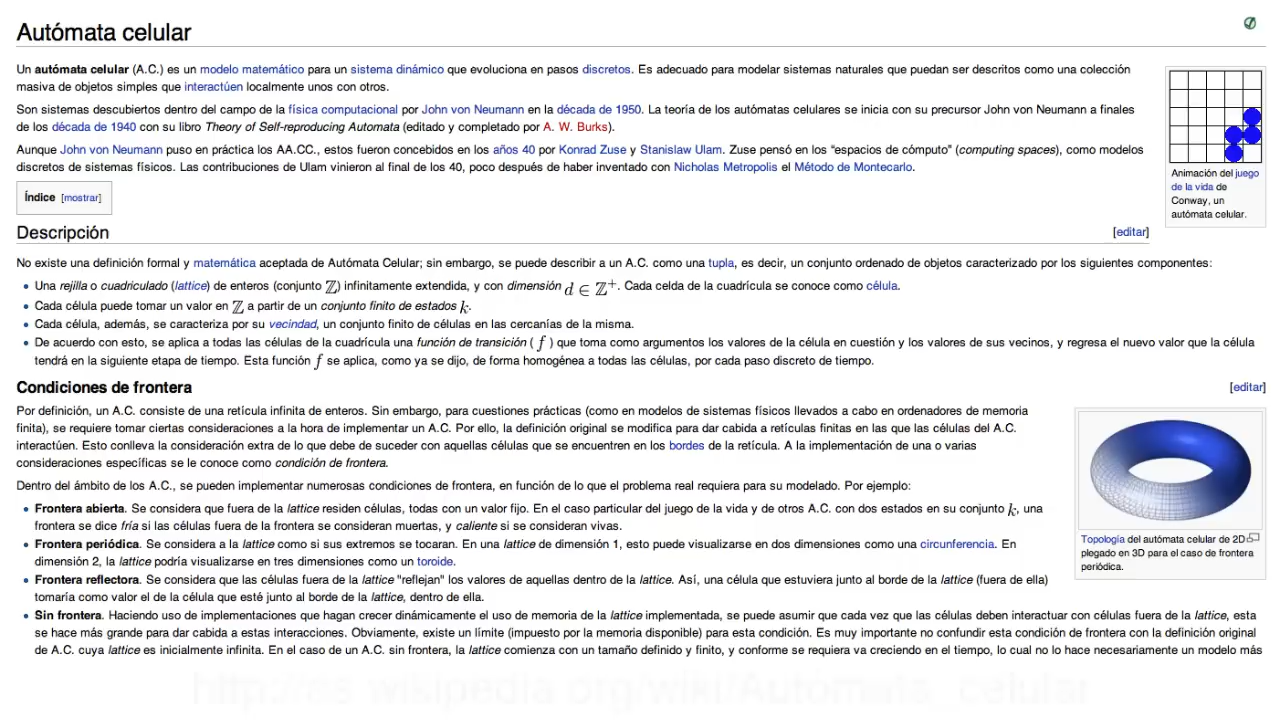 Autómata celular
Un autómata celular (A.C.) es un modelo matemático para un sistema dinámico que evoluciona en pasos discretos. Es adecuado para modelar sistemas naturales que puedan ser descritos como una colección
masiva de objetos simples que interactúen localmente unos con otros.
Son sistemas descubiertos dentro del campo de la física computacional por John von Neumann en la década de 1950. La teoría de los autómatas celulares se inicia con su precursor John von Neumann a finales
de los década de 1940 con su libro Theory of Self-reproducing Automata (editado y completado por A. W. Burks).
Aunque John von Neumann puso en práctica los AA.CC., estos fueron concebidos en los años 40 por Konrad Zuse y Stanislaw Ulam. Zuse pensó en los “espacios de cómputo” (computing spaces), como modelos
discretos de sistemas físicos. Las contribuciones de Ulam vinieron al final de los 40, poco después de haber inventado con Nicholas Metropolis el Método de Montecarlo.
Animación del juego
de la vida de
Conway, un
autómata celular.
Índice [mostrar]
Descripción [editar]
No existe una definición formal y matemática aceptada de Autómata Celular; sin embargo, se puede describir a un A.C. como una tupla, es decir, un conjunto ordenado de objetos caracterizado por los siguientes componentes:
• Una rejilla o cuadriculado (lattice) de enteros (conjunto ℤ) infinitamente extendida, y con dimensión d ∈ ℤ⁺. Cada celda de la cuadrícula se conoce como célula.
• Cada célula puede tomar un valor en ℤ a partir de un conjunto finito de estados k.
• Cada célula, además, se caracteriza por su vecindad, un conjunto finito de células en las cercanías de la misma.
• De acuerdo con esto, se aplica a todas las células de la cuadrícula una función de transición ( f ) que toma como argumentos los valores de la célula en cuestión y los valores de sus vecinos, y regresa el nuevo valor que la célula
tendrá en la siguiente etapa de tiempo. Esta función f se aplica, como ya se dijo, de forma homogénea a todas las células, por cada paso discreto de tiempo.
Condiciones de frontera [editar]
Por definición, un A.C. consiste de una retícula infinita de enteros. Sin embargo, para cuestiones prácticas (como en modelos de sistemas físicos llevados a cabo en ordenadores de memoria
finita), se requiere tomar ciertas consideraciones a la hora de implementar un A.C. Por ello, la definición original se modifica para dar cabida a retículas finitas en las que las células del A.C.
interactúen. Esto conlleva la consideración extra de lo que debe de suceder con aquellas células que se encuentren en los bordes de la retícula. A la implementación de una o varias
consideraciones específicas se le conoce como condición de frontera.
Dentro del ámbito de los A.C., se pueden implementar numerosas condiciones de frontera, en función de lo que el problema real requiera para su modelado. Por ejemplo:
• Frontera abierta. Se considera que fuera de la lattice residen células, todas con un valor fijo. En el caso particular del juego de la vida y de otros A.C. con dos estados en su conjunto k, una
frontera se dice fría si las células fuera de la frontera se consideran muertas, y caliente si se consideran vivas.
• Frontera periódica. Se considera a la lattice como si sus extremos se tocaran. En una lattice de dimensión 1, esto puede visualizarse en dos dimensiones como una circunferencia. En
dimensión 2, la lattice podría visualizarse en tres dimensiones como un toroide.
• Frontera reflectora. Se considera que las células fuera de la lattice "reflejan" los valores de aquellas dentro de la lattice. Así, una célula que estuviera junto al borde de la lattice (fuera de ella)
tomaría como valor el de la célula que esté junto al borde de la lattice, dentro de ella.
• Sin frontera. Haciendo uso de implementaciones que hagan crecer dinámicamente el uso de memoria de la lattice implementada, se puede asumir que cada vez que las células deben interactuar con células fuera de la lattice, esta
se hace más grande para dar cabida a estas interacciones. Obviamente, existe un límite (impuesto por la memoria disponible) para esta condición. Es muy importante no confundir esta condición de frontera con la definición original
de A.C. cuya lattice es inicialmente infinita. En el caso de un A.C. sin frontera, la lattice comienza con un tamaño definido y finito, y conforme se requiera va creciendo en el tiempo, lo cual no lo hace necesariamente un modelo más
Topología del autómata celular de 2D
plegado en 3D para el caso de frontera
periódica.
http://es.wikipedia.org/wiki/Autómata_celular